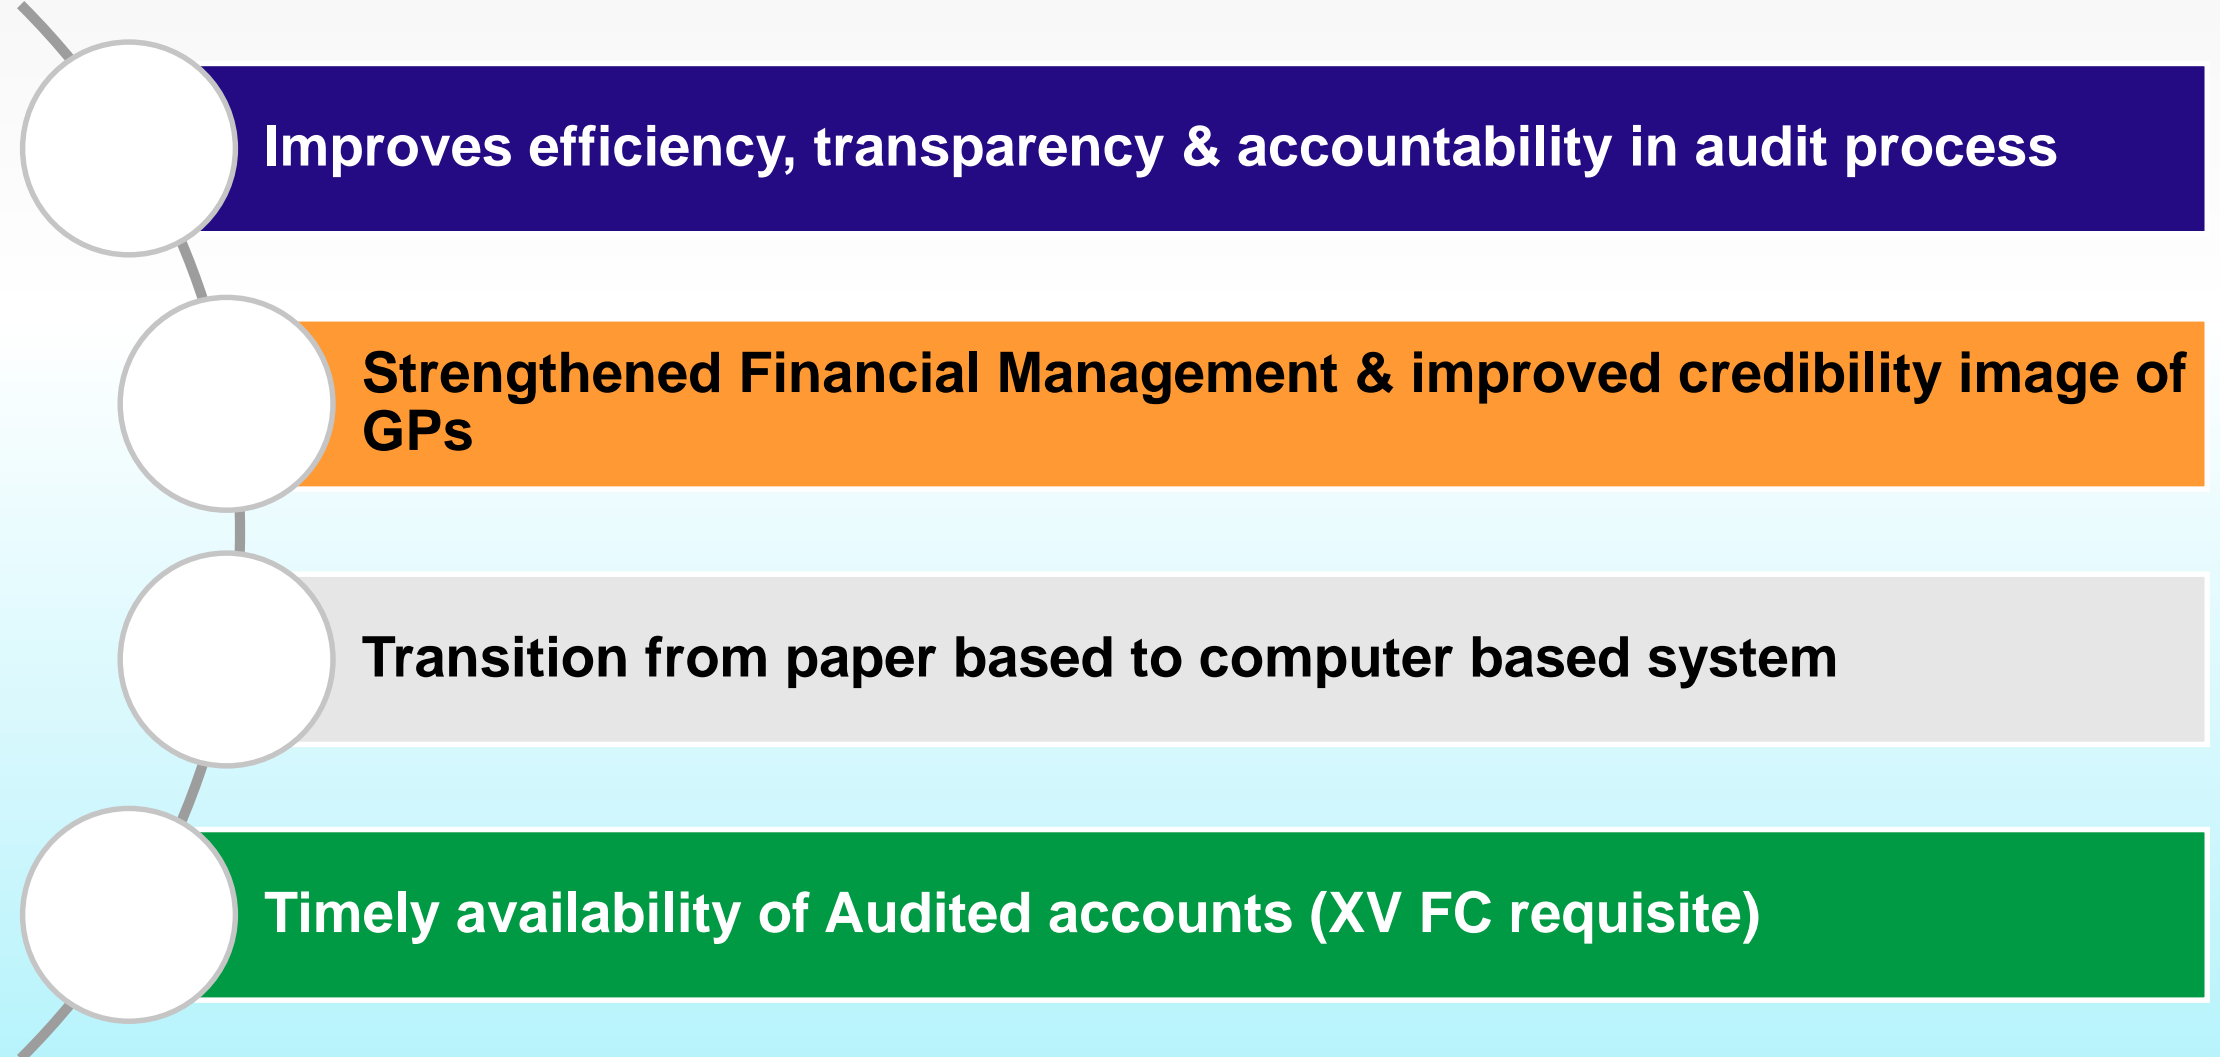 Improves efficiency, transparency & accountability in audit process
Strengthened Financial Management & improved credibility image of
GPs
Transition from paper based to computer based system
Timely availability of Audited accounts (XV FC requisite)